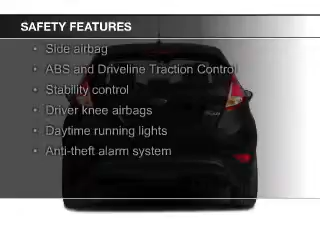 SAFETY FEATURES
• Side airbag
• ABS and Driveline Traction Control
• Stability control
• Driver knee airbags
• Daytime running lights
• Anti-theft alarm system